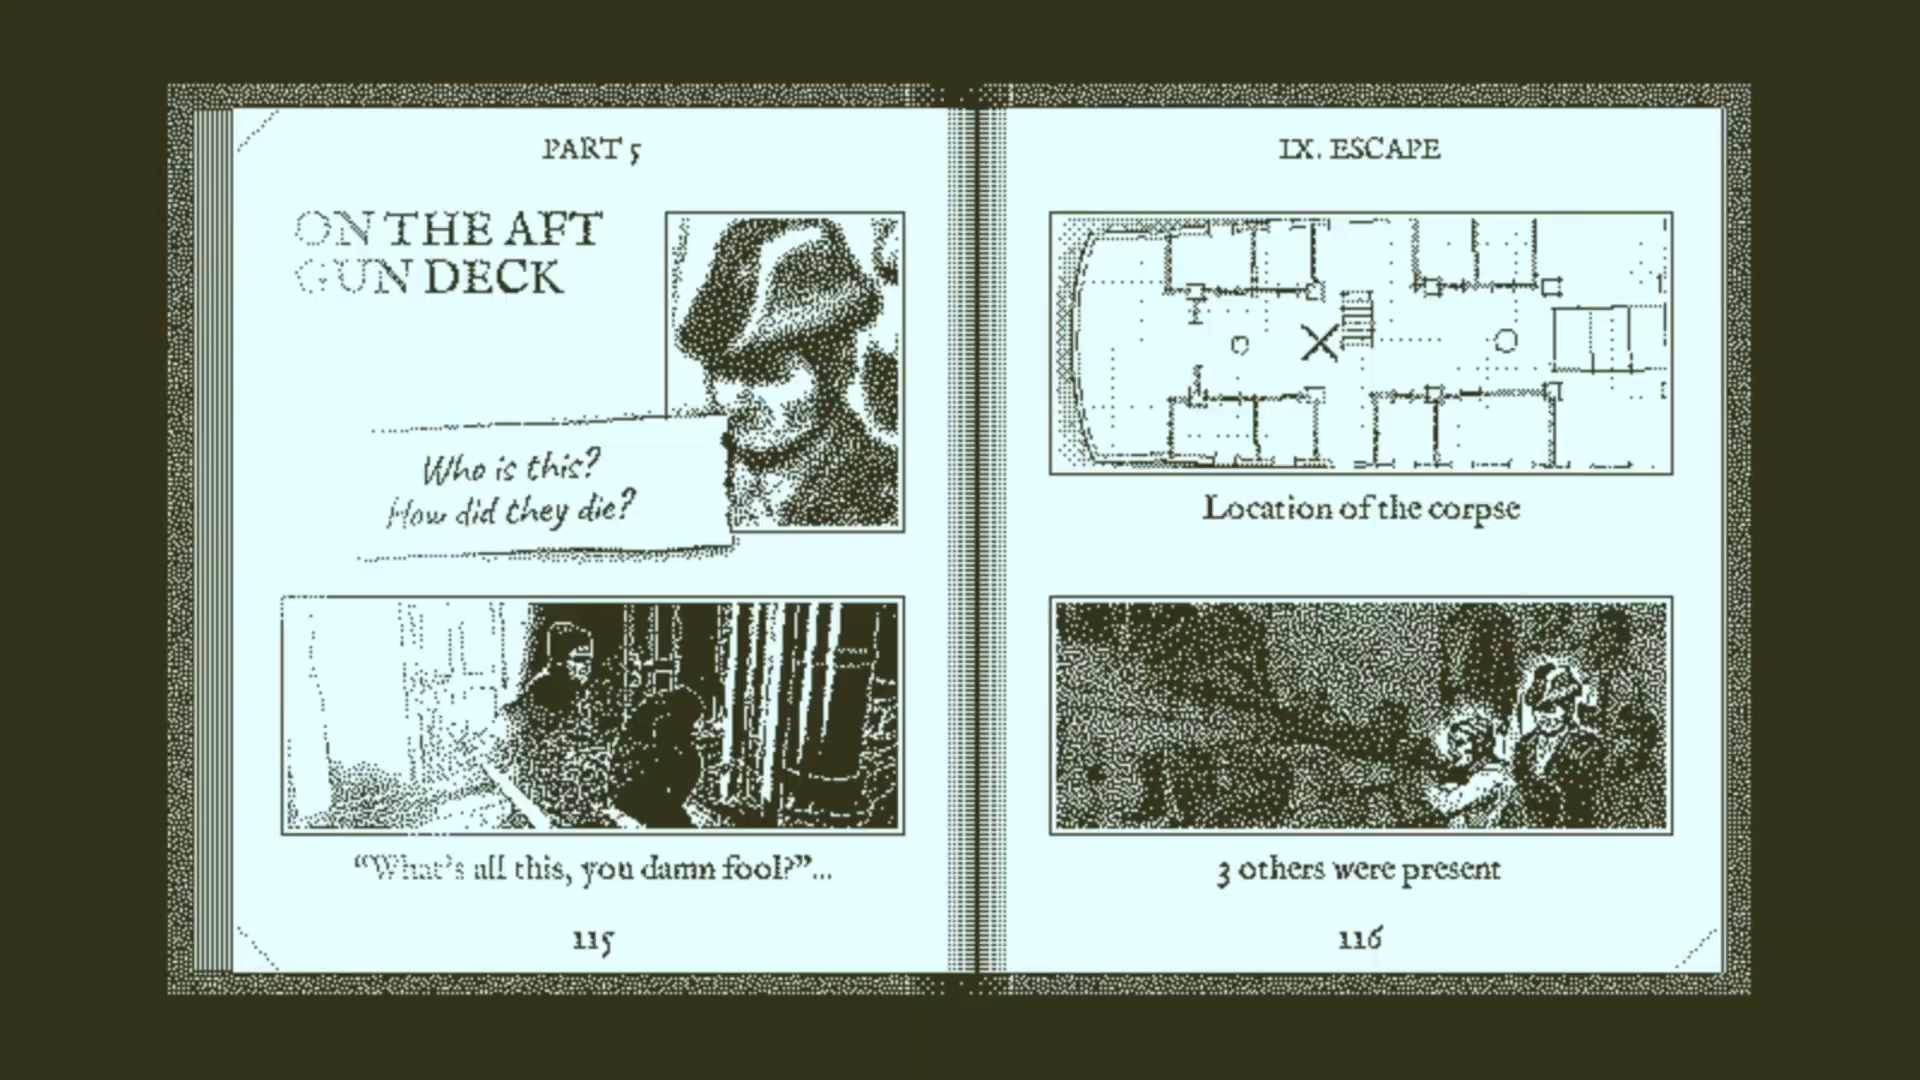 PART 5
ON THE AFT
GUN DECK
Who is this?
How did they die?
"What's all this, you damn fool?"...
115
IX. ESCAPE
Location of the corpse
3 others were present
116